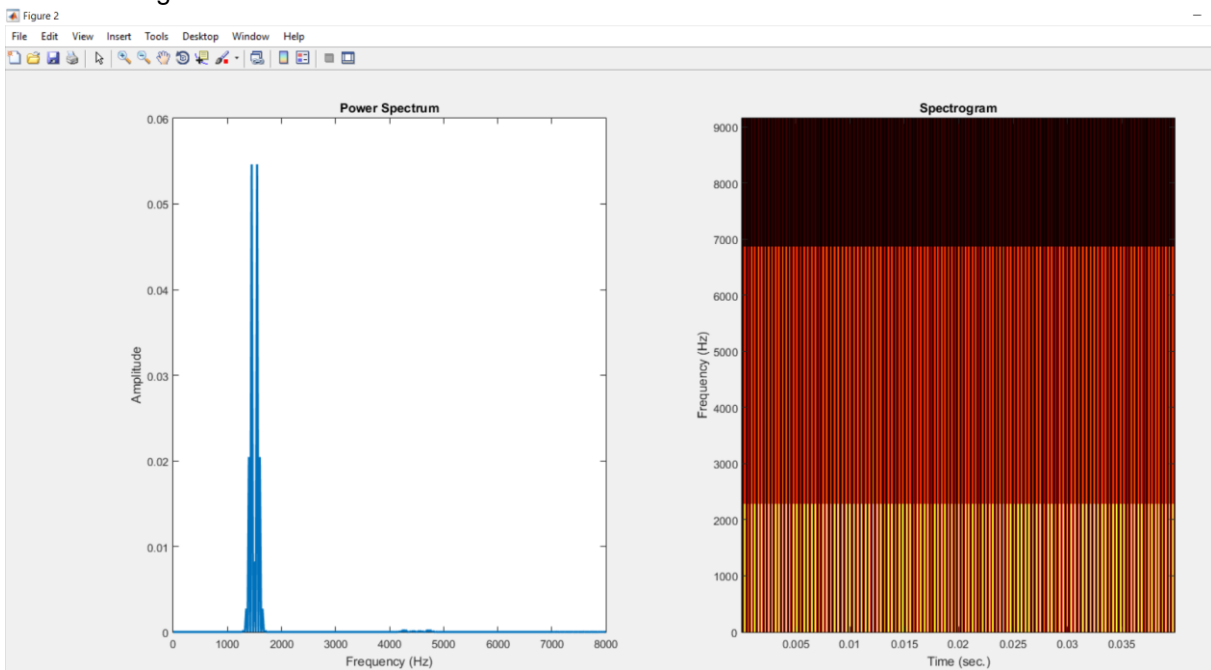 Figure 2
File Edit View Insert Tools Desktop Window Help
Power Spectrum
0.06
0.05
0.04
0.03
0.02
0.01
0
Amplitude
0 1000 2000 3000 4000 5000 6000 7000 8000
Frequency (Hz)
Spectrogram
9000
8000
7000
6000
5000
4000
3000
2000
1000
0
Frequency (Hz)
0.005 0.01 0.015 0.02 0.025 0.03 0.035
Time (sec.)